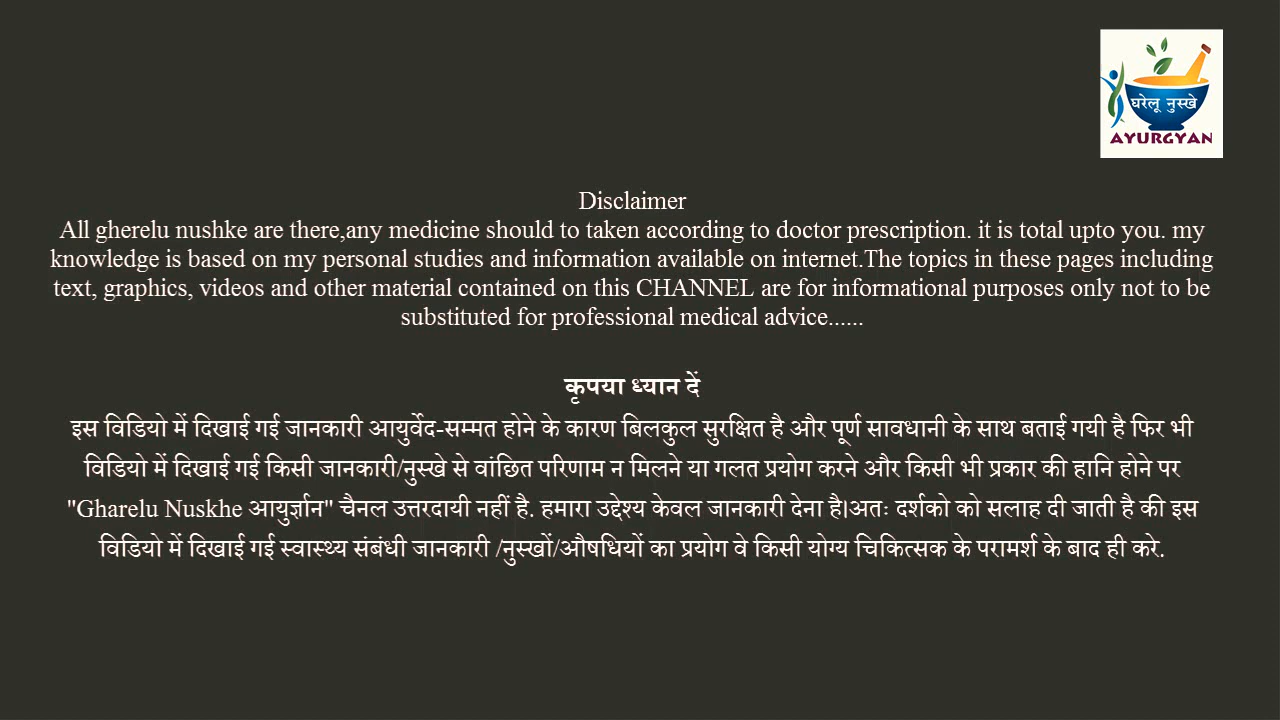 घरेलू नुस्खे
AYURGYAN
Disclaimer
All gherelu nushke are there,any medicine should to taken according to doctor prescription. it is total upto you. my
knowledge is based on my personal studies and information available on internet.The topics in these pages including
text, graphics, videos and other material contained on this CHANNEL are for informational purposes only not to be
substituted for professional medical advice......
कृपया ध्यान दें
इस विडियो में दिखाई गई जानकारी आयुर्वेद-सम्मत होने के कारण बिलकुल सुरक्षित है और पूर्ण सावधानी के साथ बताई गयी है फिर भी
विडियो में दिखाई गई किसी जानकारी/नुस्खे से वांछित परिणाम न मिलने या गलत प्रयोग करने और किसी भी प्रकार की हानि होने पर
"Gharelu Nuskhe आयुर्ज्ञान" चैनल उत्तरदायी नहीं है. हमारा उद्देश्य केवल जानकारी देना है।अतः दर्शको को सलाह दी जाती है की इस
विडियो में दिखाई गई स्वास्थ्य संबंधी जानकारी /नुस्खों/औषधियों का प्रयोग वे किसी योग्य चिकित्सक के परामर्श के बाद ही करे.